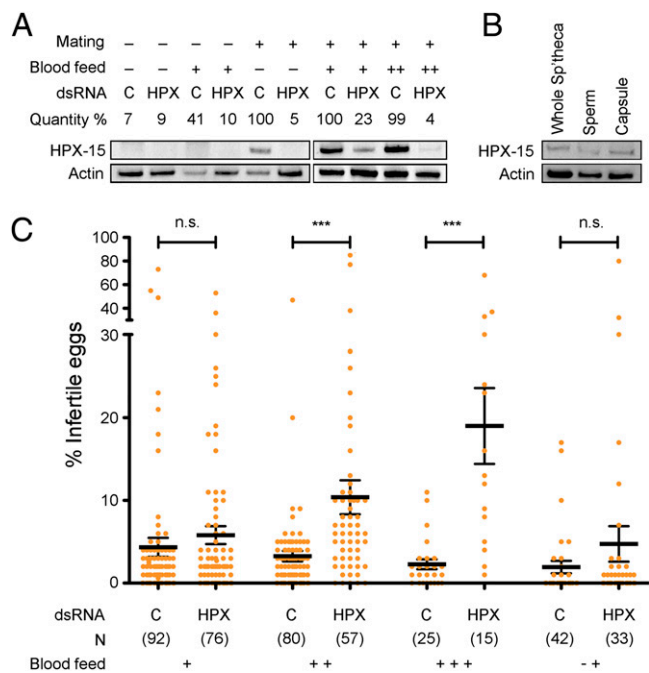 A
Mating – – – – + + + + + +
Blood feed – – + + – – + + ++ ++
dsRNA C HPX C HPX C HPX C HPX C HPX
Quantity % 7 9 41 10 100 5 100 23 99 4
HPX-15
Actin
B
Whole Sp'theca
Sperm
Capsule
HPX-15
Actin
C
n.s. *** *** n.s.
% Infertile eggs
100
80
60
40
30
20
10
0
dsRNA C HPX C HPX C HPX C HPX
N (92) (76) (80) (57) (25) (15) (42) (33)
Blood feed + + + + + + - +